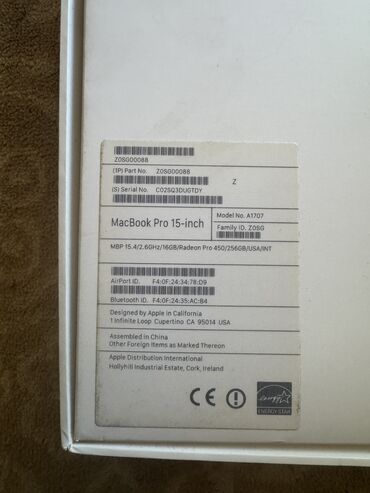 Z0SG00088
(1P) Part No. Z0SG00088
Z
(S) Serial No. C02SQ3DUGTDY
MacBook Pro 15-inch
Model No. A1707
Family ID. Z0SG
MBP 15.4/2.6GHz/16GB/Radeon Pro 450/256GB/USA/INT
AirPort ID. F4:0F:24:34:78:D9
Bluetooth ID. F4:0F:24:35:AC:B4
Designed by Apple in California
1 Infinite Loop Cupertino CA 95014 USA
Assembled in China
Other Foreign Items as Marked Thereon
Apple Distribution International
Hollyhill Industrial Estate, Cork, Ireland
CE
energy
ENERGY STAR